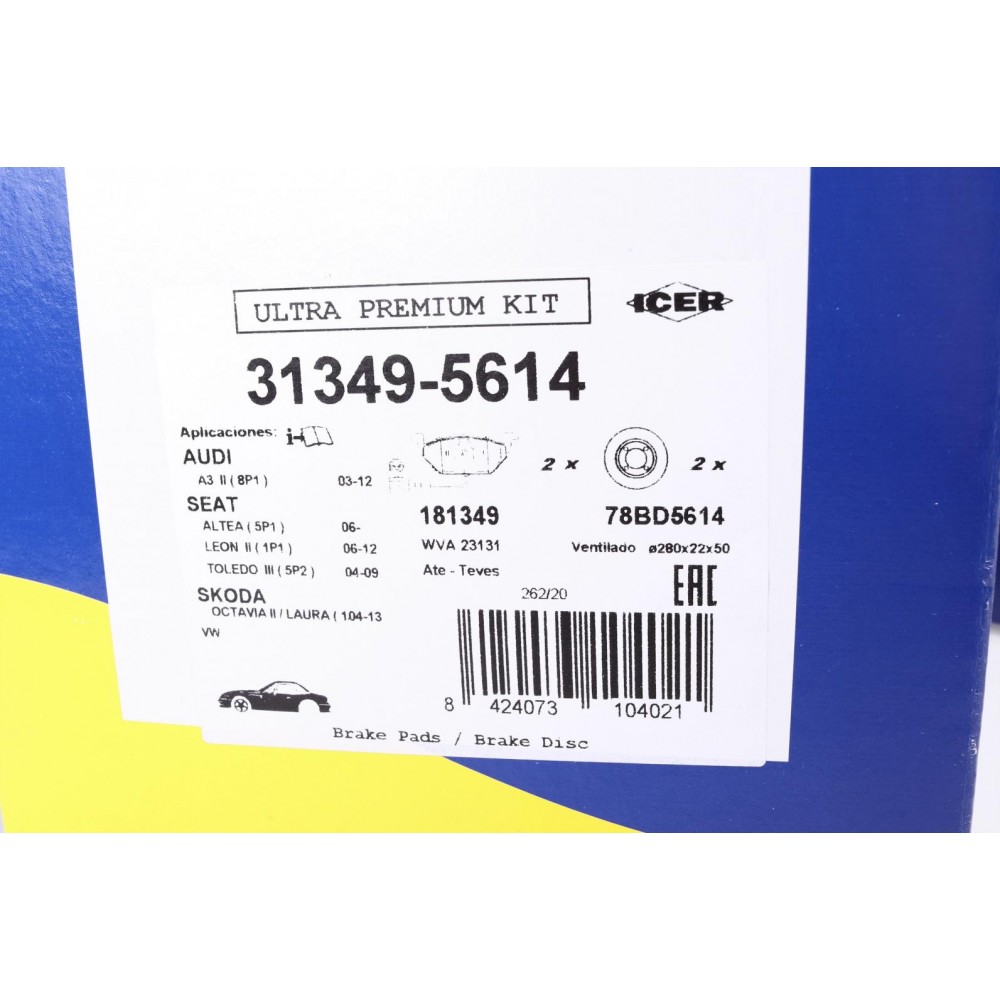 ULTRA PREMIUM KIT
ICER
31349-5614
Aplicaciones:
AUDI
A3 II ( 8P1 ) 03-12
2 x
2 x
SEAT
ALTEA ( 5P1 ) 06-
LEON II ( 1P1 ) 06-12
TOLEDO III ( 5P2 ) 04-09
181349
WVA 23131
Ate - Teves
78BD5614
Ventilado ø280x22x50
SKODA
OCTAVIA II / LAURA ( 1.04-13
VW
262/20
EAC
8 424073 104021
Brake Pads / Brake Disc